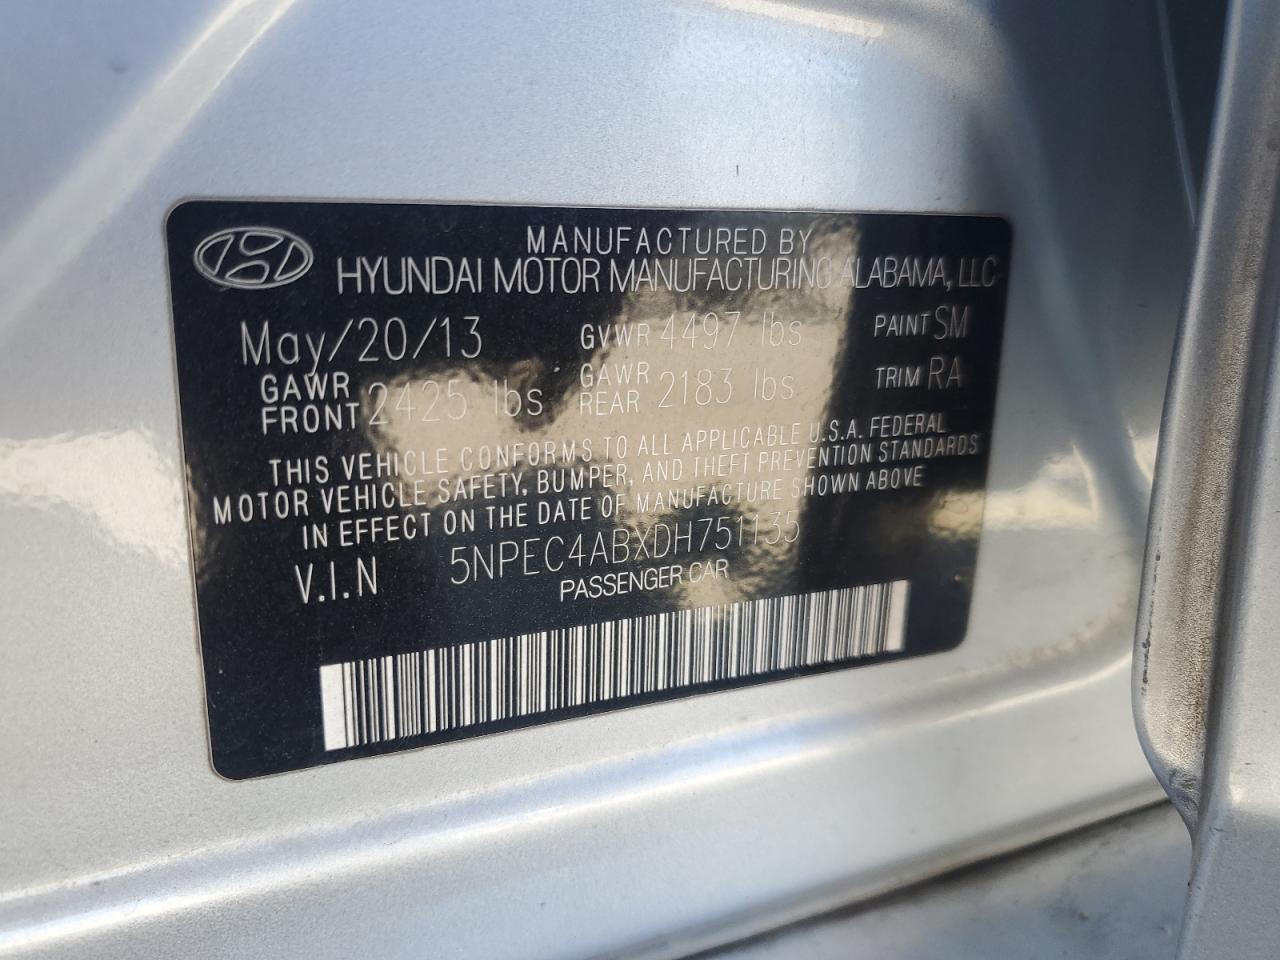 MANUFACTURED BY
HYUNDAI MOTOR MANUFACTURING ALABAMA, LLC
May/20/13 GVWR 4497 lbs PAINT SM
GAWR FRONT 2425 lbs GAWR REAR 2183 lbs TRIM RA
THIS VEHICLE CONFORMS TO ALL APPLICABLE U.S.A. FEDERAL
MOTOR VEHICLE SAFETY, BUMPER, AND THEFT PREVENTION STANDARDS
IN EFFECT ON THE DATE OF MANUFACTURE SHOWN ABOVE
V.I.N 5NPEC4ABXDH751135
PASSENGER CAR